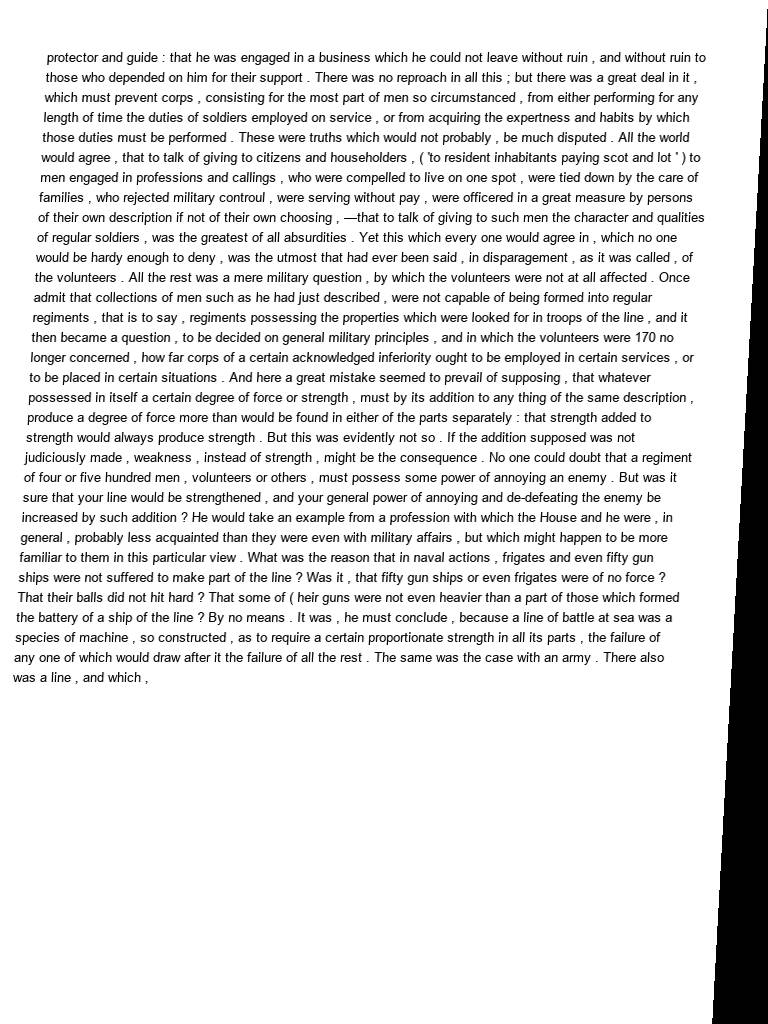 protector and guide : that he was engaged in a business which he could not leave without ruin , and without ruin to
those who depended on him for their support . There was no reproach in all this ; but there was a great deal in it ,
which must prevent corps , consisting for the most part of men so circumstanced , from either performing for any
length of time the duties of soldiers employed on service , or from acquiring the expertness and habits by which
those duties must be performed . These were truths which would not probably , be much disputed . All the world
would agree , that to talk of giving to citizens and householders , ( 'to resident inhabitants paying scot and lot ' ) to
men engaged in professions and callings , who were compelled to live on one spot , were tied down by the care of
families , who rejected military controul , were serving without pay , were officered in a great measure by persons
of their own description if not of their own choosing , —that to talk of giving to such men the character and qualities
of regular soldiers , was the greatest of all absurdities . Yet this which every one would agree in , which no one
would be hardy enough to deny , was the utmost that had ever been said , in disparagement , as it was called , of
the volunteers . All the rest was a mere military question , by which the volunteers were not at all affected . Once
admit that collections of men such as he had just described , were not capable of being formed into regular
regiments , that is to say , regiments possessing the properties which were looked for in troops of the line , and it
then became a question , to be decided on general military principles , and in which the volunteers were 170 no
longer concerned , how far corps of a certain acknowledged inferiority ought to be employed in certain services , or
to be placed in certain situations . And here a great mistake seemed to prevail of supposing , that whatever
possessed in itself a certain degree of force or strength , must by its addition to any thing of the same description ,
produce a degree of force more than would be found in either of the parts separately : that strength added to
strength would always produce strength . But this was evidently not so . If the addition supposed was not
judiciously made , weakness , instead of strength , might be the consequence . No one could doubt that a regiment
of four or five hundred men , volunteers or others , must possess some power of annoying an enemy . But was it
sure that your line would be strengthened , and your general power of annoying and de-defeating the enemy be
increased by such addition ? He would take an example from a profession with which the House and he were , in
general , probably less acquainted than they were even with military affairs , but which might happen to be more
familiar to them in this particular view . What was the reason that in naval actions , frigates and even fifty gun
ships were not suffered to make part of the line ? Was it , that fifty gun ships or even frigates were of no force ?
That their balls did not hit hard ? That some of ( heir guns were not even heavier than a part of those which formed
the battery of a ship of the line ? By no means . It was , he must conclude , because a line of battle at sea was a
species of machine , so constructed , as to require a certain proportionate strength in all its parts , the failure of
any one of which would draw after it the failure of all the rest . The same was the case with an army . There also
was a line , and which ,